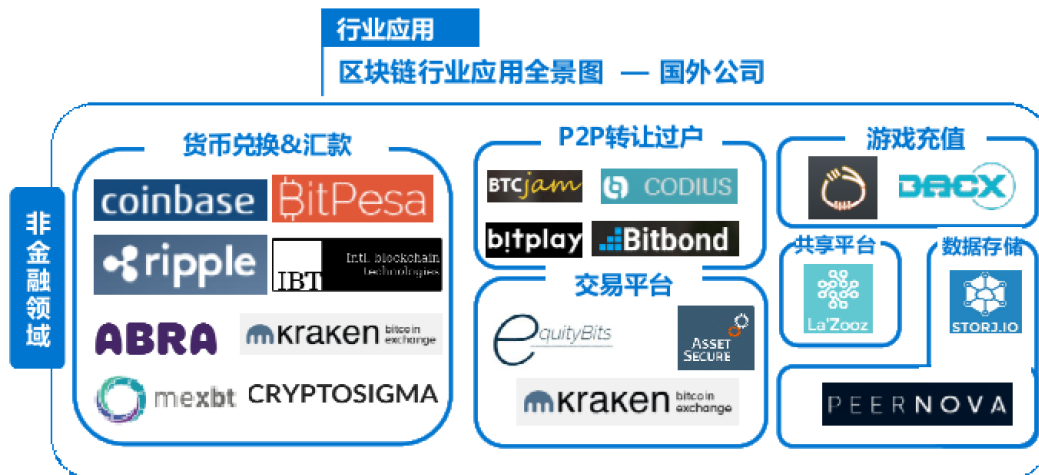 行业应用
区块链行业应用全景图 — 国外公司
非金融领域
货币兑换&汇款
coinbase
BitPesa
ripple
IBT
Intl. blockchain
technologies
ABRA
kraken bitcoin
exchange
mexbt
CRYPTOSIGMA
P2P转让过户
BTCjam
CODIUS
b!tplay
Bitbond
交易平台
equityBits
ASSET
SECURE
kraken bitcoin
exchange
游戏充值
DACX
共享平台
La'Zooz
数据存储
STORJ.IO
PEERNOVA